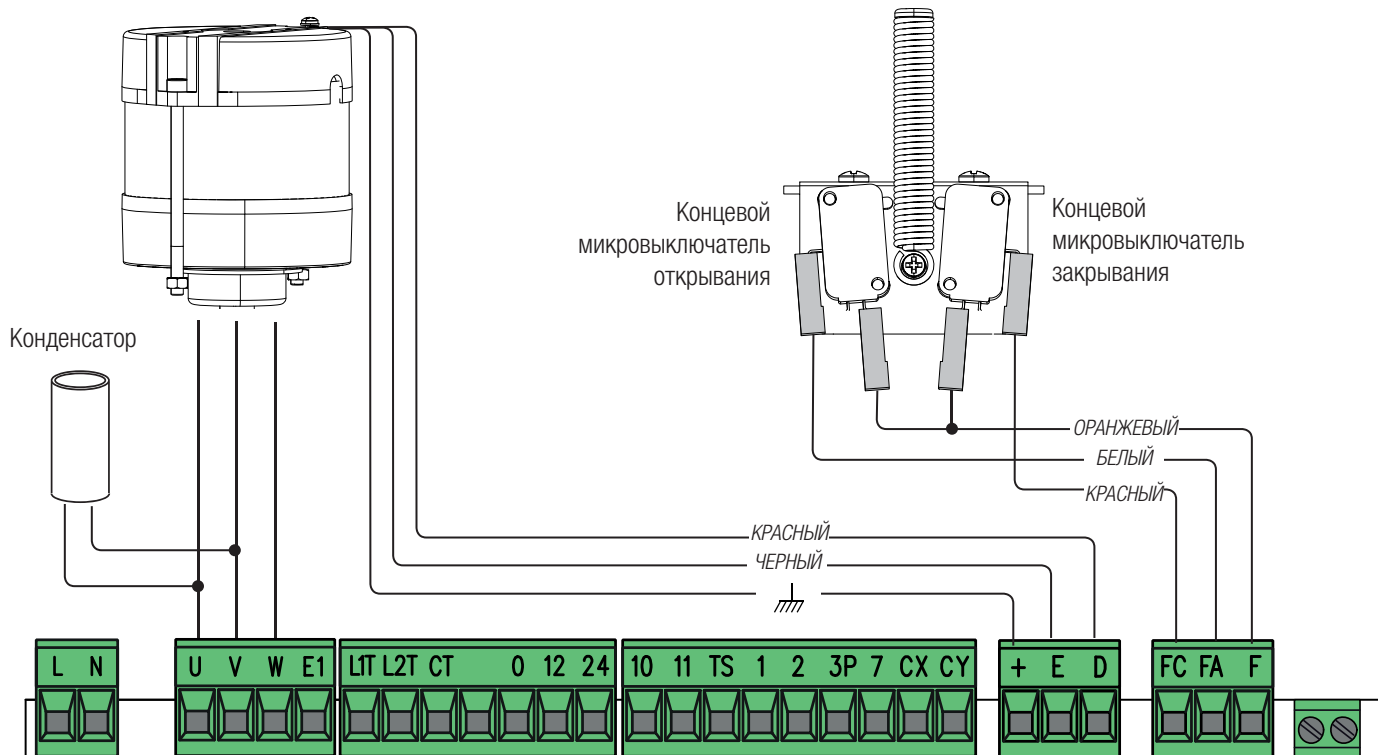 Концевой
микровыключатель
открывания
Концевой
микровыключатель
закрывания
Конденсатор
ОРАНЖЕВЫЙ
БЕЛЫЙ
КРАСНЫЙ
КРАСНЫЙ
ЧЕРНЫЙ
L N
U V W E1
L1T L2T CT 0 12 24
10 11 TS 1 2 3P 7 CX CY
+ E D
FC FA F